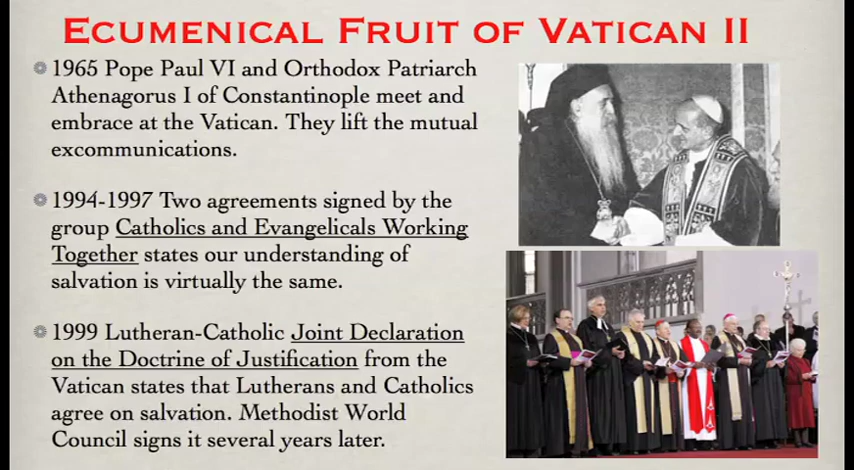 Ecumenical Fruit of Vatican II
1965 Pope Paul VI and Orthodox Patriarch
Athenagorus I of Constantinople meet and
embrace at the Vatican. They lift the mutual
excommunications.
1994-1997 Two agreements signed by the
group Catholics and Evangelicals Working
Together states our understanding of
salvation is virtually the same.
1999 Lutheran-Catholic Joint Declaration
on the Doctrine of Justification from the
Vatican states that Lutherans and Catholics
agree on salvation. Methodist World
Council signs it several years later.